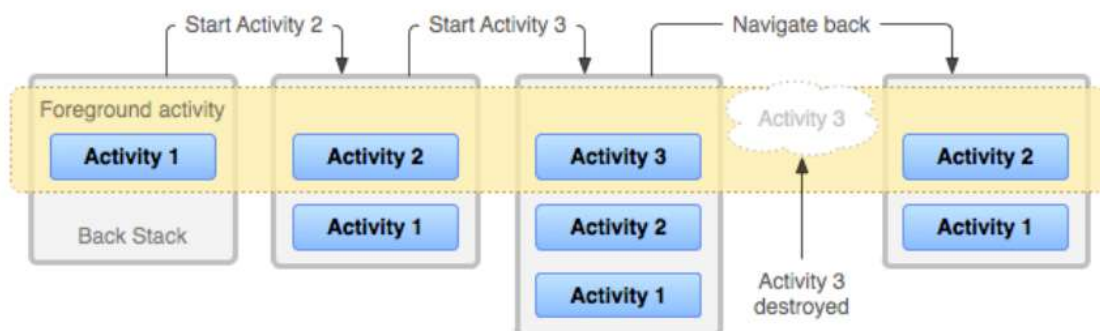 Start Activity 2
Start Activity 3
Navigate back
Foreground activity
Activity 1
Back Stack
Activity 2
Activity 1
Activity 3
Activity 2
Activity 1
Activity 3
Activity 3
destroyed
Activity 2
Activity 1